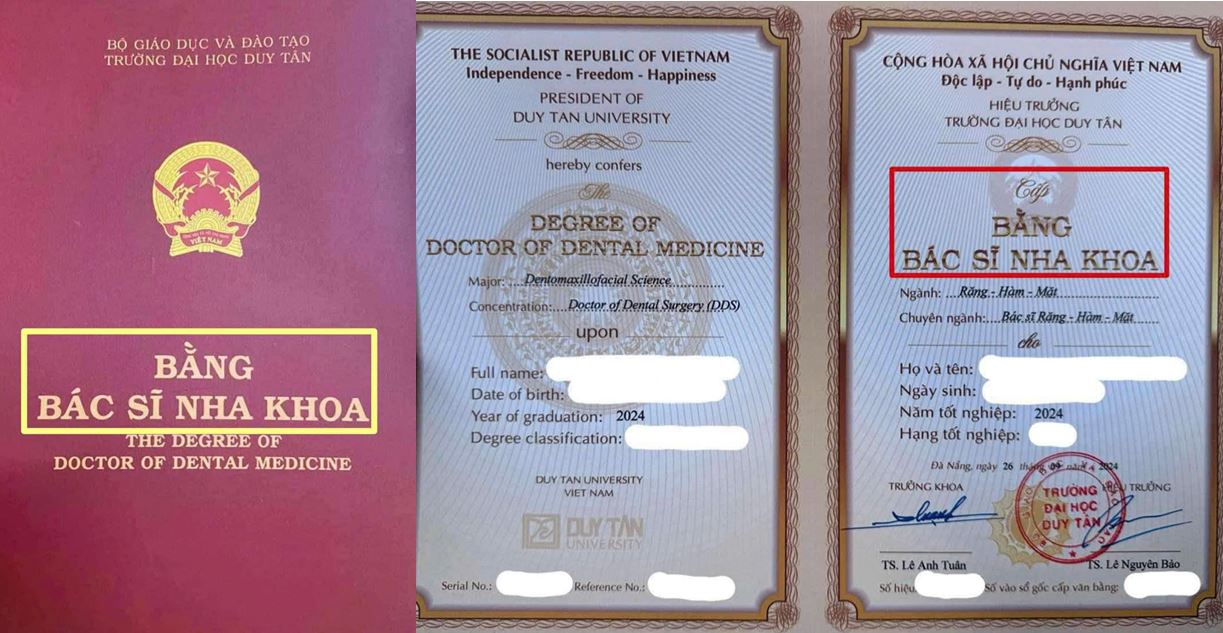 BỘ GIÁO DỤC VÀ ĐÀO TẠO
TRƯỜNG ĐẠI HỌC DUY TÂN
VIỆT NAM
BẰNG
BÁC SĨ NHA KHOA
THE DEGREE OF
DOCTOR OF DENTAL MEDICINE
THE SOCIALIST REPUBLIC OF VIETNAM
Independence - Freedom - Happiness
PRESIDENT OF
DUY TAN UNIVERSITY
hereby confers
The
DEGREE OF
DOCTOR OF DENTAL MEDICINE
Major: Dentomaxillofacial Science
Concentration: Doctor of Dental Surgery (DDS)
upon
Full name:
Date of birth:
Year of graduation: 2024
Degree classification:
DUY TAN UNIVERSITY
VIET NAM
DUY TÂN
UNIVERSITY
Serial No.: Reference No.:
CỘNG HÒA XÃ HỘI CHỦ NGHĨA VIỆT NAM
Độc lập - Tự do - Hạnh phúc
HIỆU TRƯỞNG
TRƯỜNG ĐẠI HỌC DUY TÂN
Cấp
BẰNG
BÁC SĨ NHA KHOA
Ngành: Răng - Hàm - Mặt
Chuyên ngành: Bác sĩ Răng - Hàm - Mặt
cho
Họ và tên:
Ngày sinh:
Năm tốt nghiệp: 2024
Hạng tốt nghiệp:
Đà Nẵng, ngày 26 tháng 09 năm 2024
TRƯỞNG KHOA HIỆU TRƯỞNG
TRƯỜNG
ĐẠI HỌC
DUY TÂN
TS. Lê Anh Tuân TS. Lê Nguyên Bảo
Số hiệu: Số vào sổ gốc cấp văn bằng: